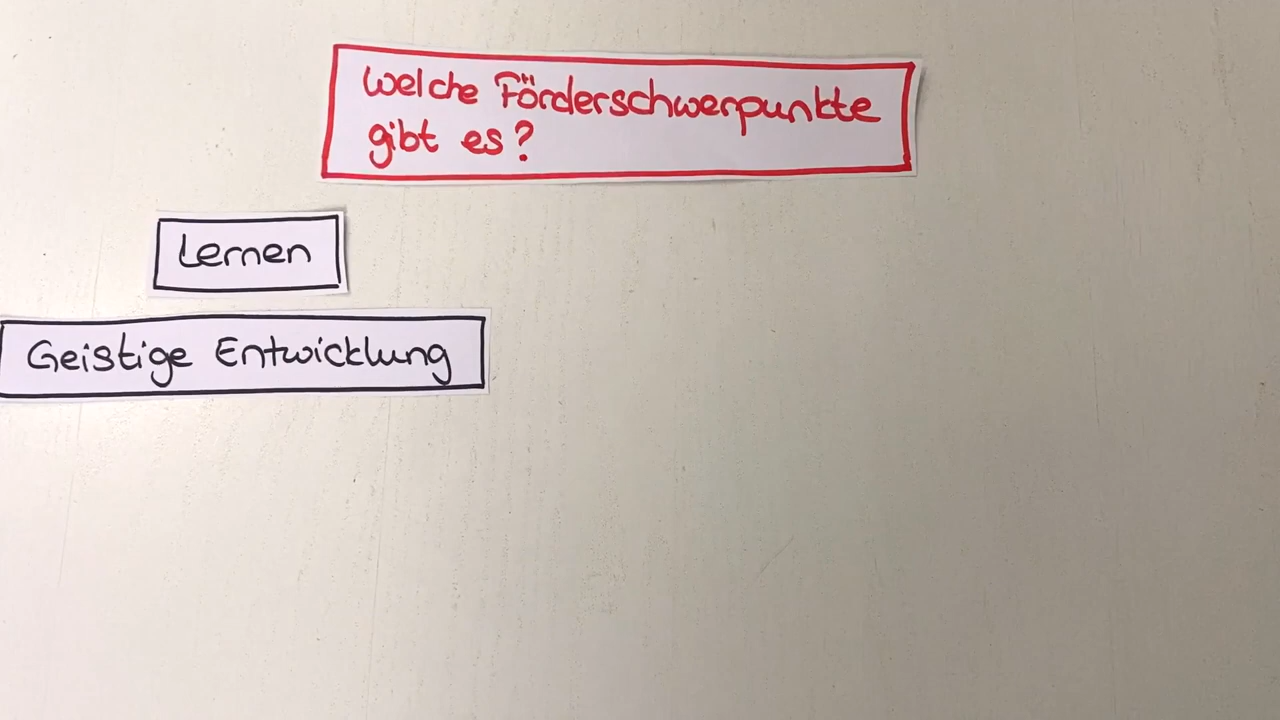 Welche Förderschwerpunkte
gibt es?
Lernen
Geistige Entwicklung